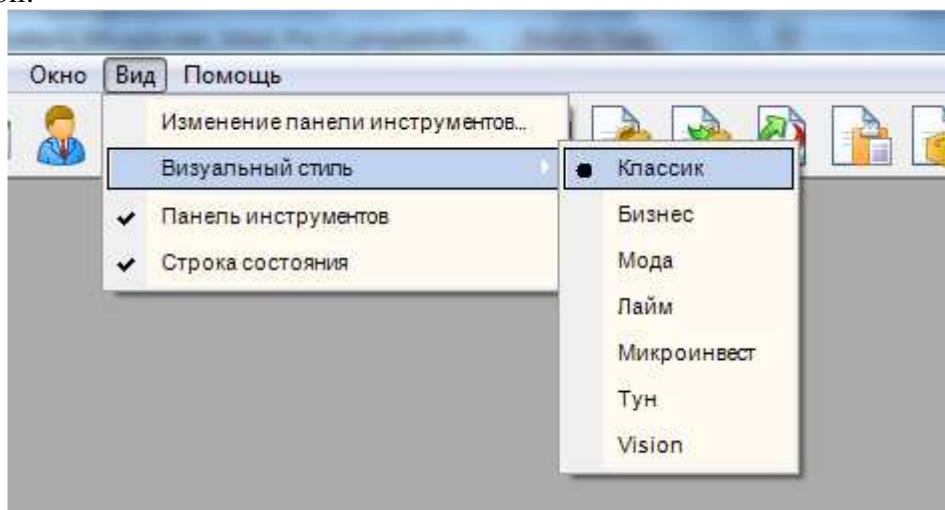 Окно Вид Помощь
Изменение панели инструментов...
Визуальный стиль
Панель инструментов
Строка состояния
Классик
Бизнес
Мода
Лайм
Микроинвест
Тун
Vision